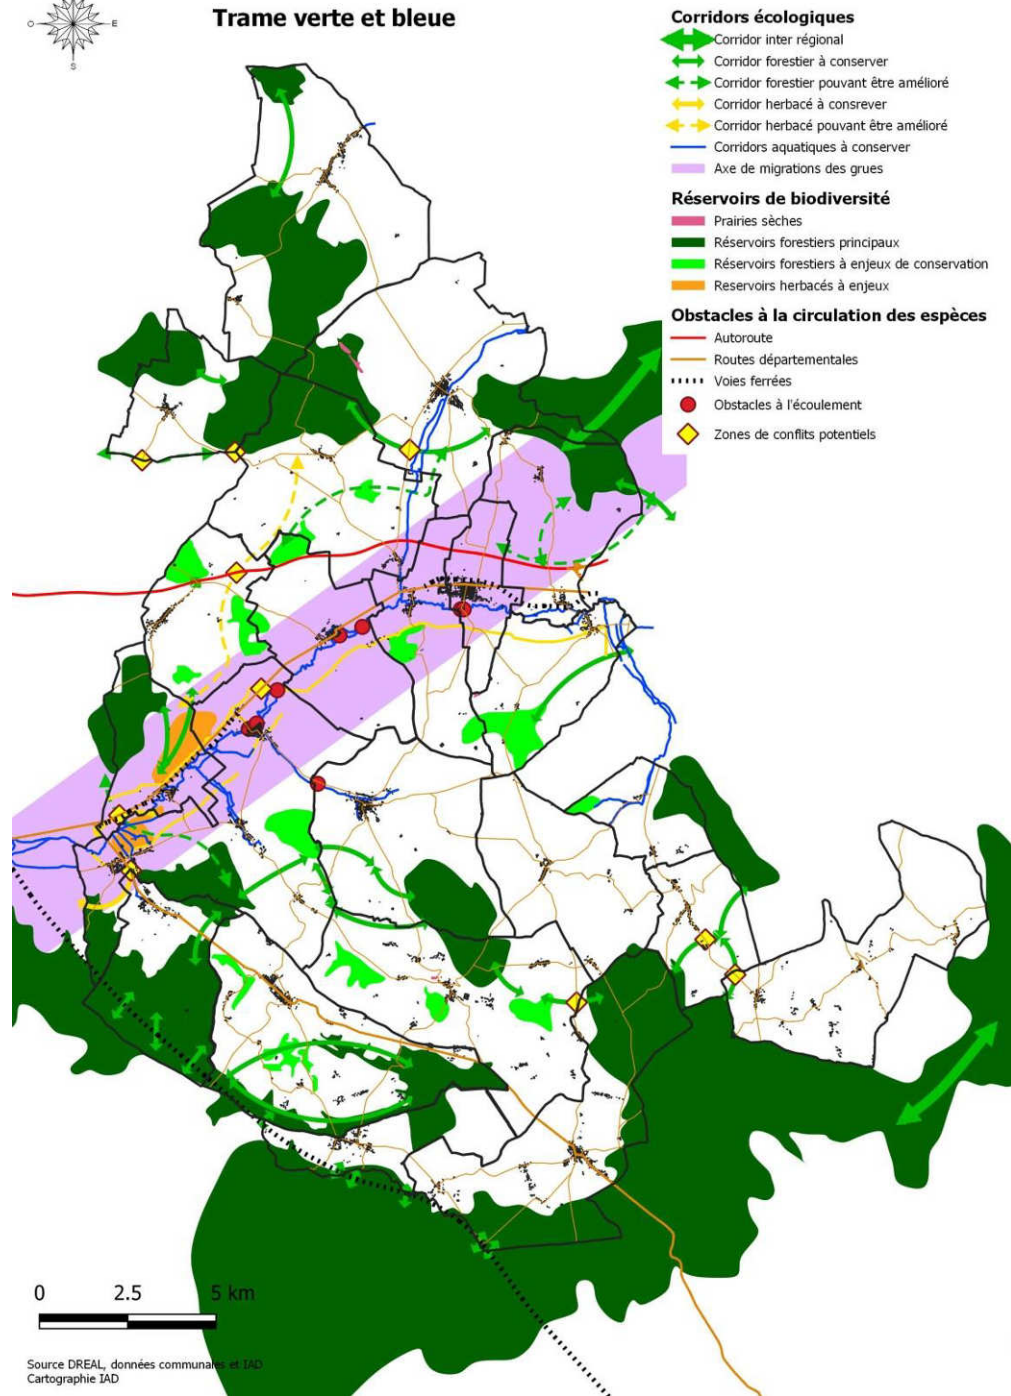 Trame verte et bleue
O
E
S
Corridors écologiques
Corridor inter régional
Corridor forestier à conserver
Corridor forestier pouvant être amélioré
Corridor herbacé à consrever
Corridor herbacé pouvant être amélioré
Corridors aquatiques à conserver
Axe de migrations des grues
Réservoirs de biodiversité
Prairies sèches
Réservoirs forestiers principaux
Réservoirs forestiers à enjeux de conservation
Reservoirs herbacés à enjeux
Obstacles à la circulation des espèces
Autoroute
Routes départementales
Voies ferrées
Obstacles à l'écoulement
Zones de conflits potentiels
0 2.5 5 km
Source DREAL, données communales et IAD
Cartographie IAD